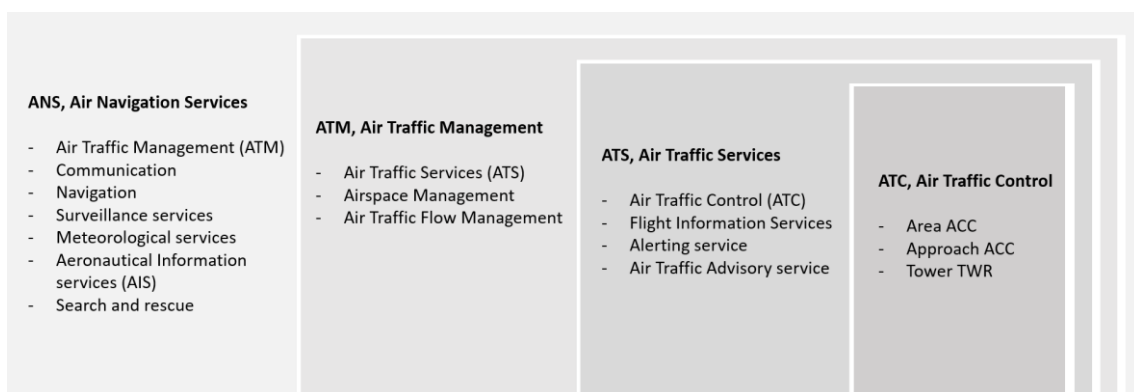 ANS, Air Navigation Services
- Air Traffic Management (ATM)
- Communication
- Navigation
- Surveillance services
- Meteorological services
- Aeronautical Information
services (AIS)
- Search and rescue
ATM, Air Traffic Management
- Air Traffic Services (ATS)
- Airspace Management
- Air Traffic Flow Management
ATS, Air Traffic Services
- Air Traffic Control (ATC)
- Flight Information Services
- Alerting service
- Air Traffic Advisory service
ATC, Air Traffic Control
- Area ACC
- Approach ACC
- Tower TWR